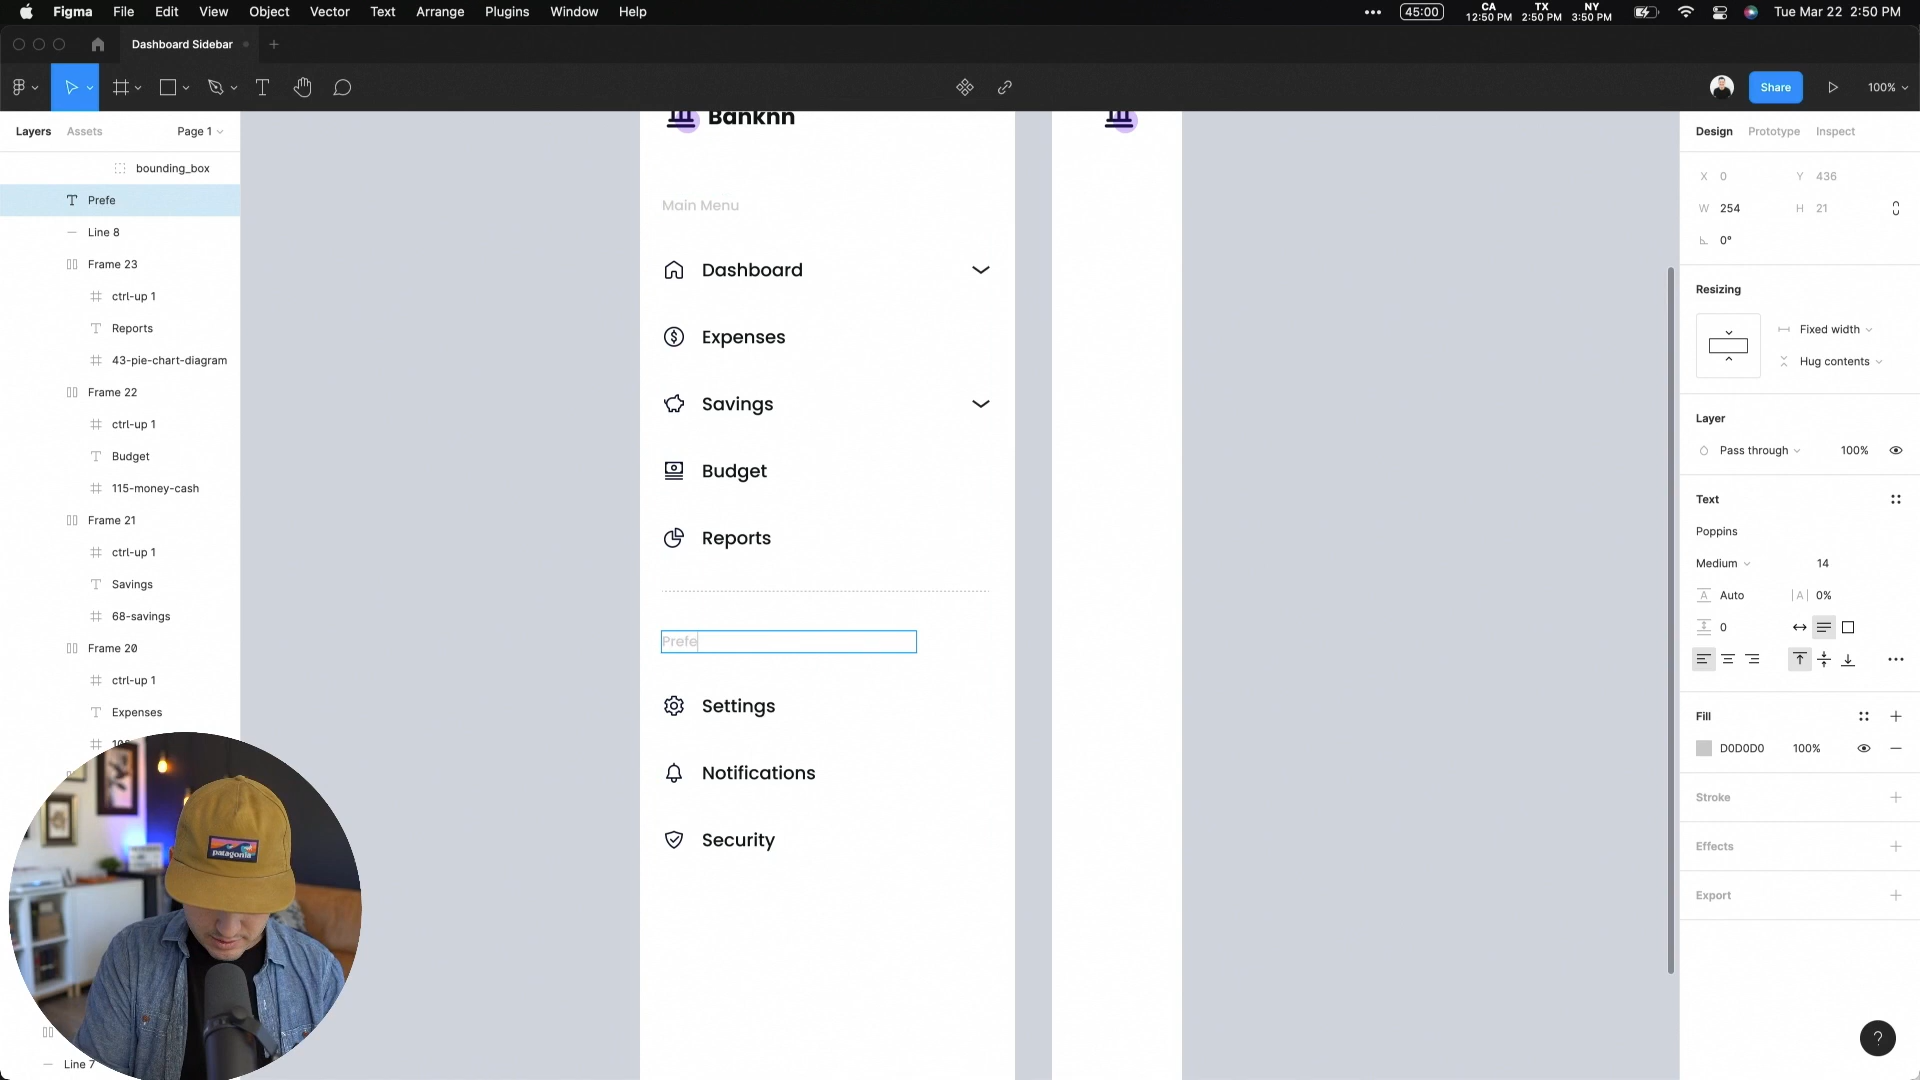 Figma File Edit View Object Vector Text Arrange Plugins Window Help
45:00 CA TX NY Tue Mar 22 2:50 PM
12:50 PM 2:50 PM 3:50 PM
Dashboard Sidebar
Share 100%
Layers Assets Page 1
bounding_box
Prefe
Line 8
Frame 23
ctrl-up 1
Reports
43-pie-chart-diagram
Frame 22
ctrl-up 1
Budget
115-money-cash
Frame 21
ctrl-up 1
Savings
68-savings
Frame 20
ctrl-up 1
Expenses
Line 7
patagonia
Banknn
Main Menu
Dashboard
Expenses
Savings
Budget
Reports
Prefe
Settings
Notifications
Security
Design Prototype Inspect
X 0 Y 436
W 254 H 21
0°
Resizing
Fixed width
Hug contents
Layer
Pass through 100%
Text
Poppins
Medium 14
A Auto |A| 0%
0
Fill
D0D0D0 100%
Stroke
Effects
Export
?